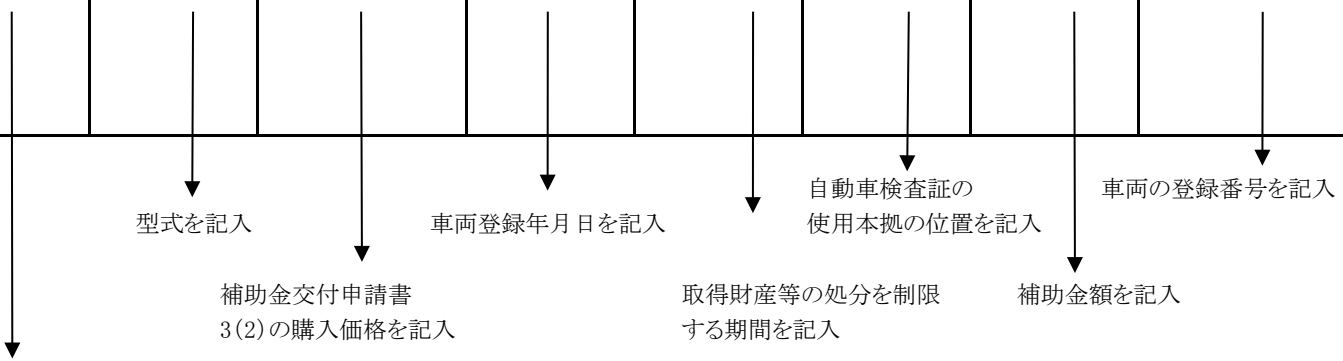 型式を記入
補助金交付申請書
3(2)の購入価格を記入
車両登録年月日を記入
取得財産等の処分を制限
する期間を記入
自動車検査証の
使用本拠の位置を記入
補助金額を記入
車両の登録番号を記入